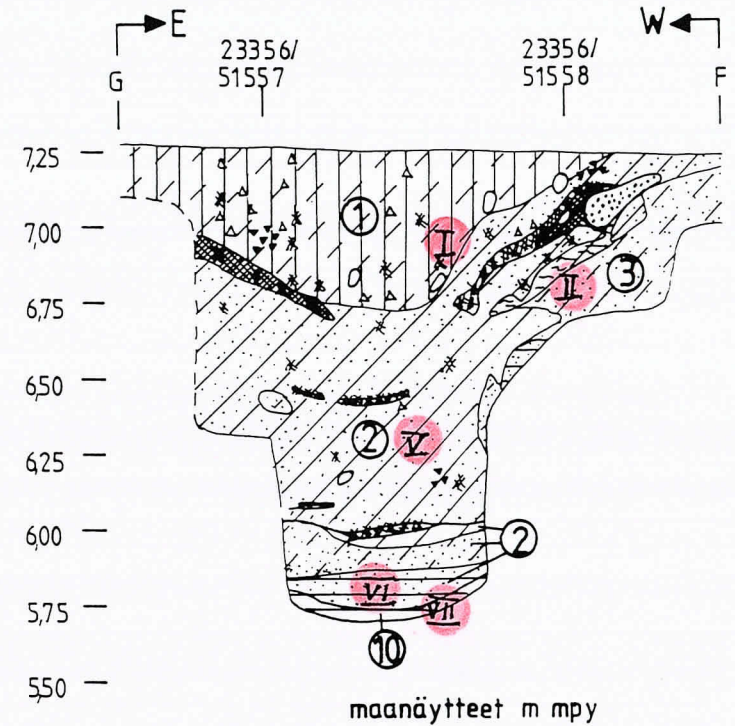 E W
23356/ 23356/
51557 51558
G F
7,25
7,00
1 I
II 3
6,75
6,50
2 V
6,25
6,00
2
VI
5,75
VII
10
5,50
maanäytteet m mpy